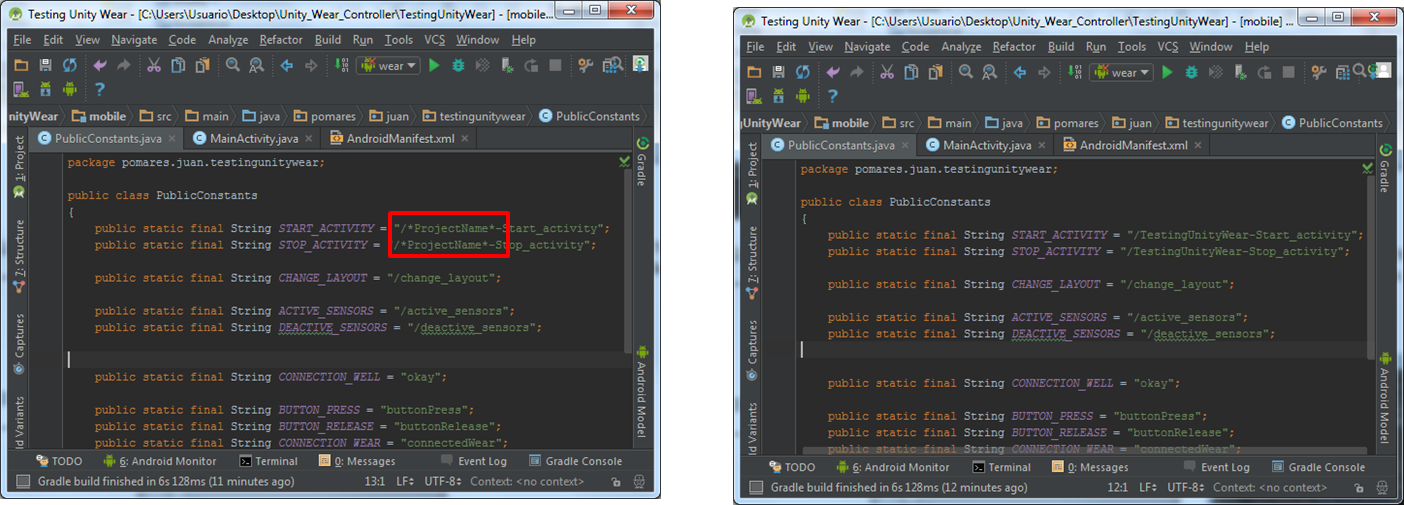 Testing Unity Wear - [C:\Users\Usuario\Desktop\Unity_Wear_Controller\TestingUnityWear] - [mobile] ...
File Edit View Navigate Code Analyze Refactor Build Run Tools VCS Window Help
wear
nityWear mobile src main java pomares juan testingunitywear PublicConstants
PublicConstants.java MainActivity.java AndroidManifest.xml
package pomares.juan.testingunitywear;
public class PublicConstants
{
public static final String START_ACTIVITY = "/*ProjectName*-Start_activity";
public static final String STOP_ACTIVITY = "/*ProjectName*-Stop_activity";
public static final String CHANGE_LAYOUT = "/change_layout";
public static final String ACTIVE_SENSORS = "/active_sensors";
public static final String DEACTIVE_SENSORS = "/deactive_sensors";
public static final String CONNECTION_WELL = "okay";
public static final String BUTTON_PRESS = "buttonPress";
public static final String BUTTON_RELEASE = "buttonRelease";
public static final String CONNECTION_WEAR = "connectedWear";
1: Project
7: Structure
Captures
ld Variants
Gradle
Android Model
TODO 6: Android Monitor Terminal 0: Messages Event Log Gradle Console
Gradle build finished in 6s 128ms (11 minutes ago) 13:1 LF UTF-8 Context: <no context>
Testing Unity Wear - [C:\Users\Usuario\Desktop\Unity_Wear_Controller\TestingUnityWear] - [mobile] ...
File Edit View Navigate Code Analyze Refactor Build Run Tools VCS Window Help
wear
gUnityWear mobile src main java pomares juan testingunitywear PublicConstants
PublicConstants.java MainActivity.java AndroidManifest.xml
package pomares.juan.testingunitywear;
public class PublicConstants
{
public static final String START_ACTIVITY = "/TestingUnityWear-Start_activity";
public static final String STOP_ACTIVITY = "/TestingUnityWear-Stop_activity";
public static final String CHANGE_LAYOUT = "/change_layout";
public static final String ACTIVE_SENSORS = "/active_sensors";
public static final String DEACTIVE_SENSORS = "/deactive_sensors";
public static final String CONNECTION_WELL = "okay";
public static final String BUTTON_PRESS = "buttonPress";
public static final String BUTTON_RELEASE = "buttonRelease";
public static final String CONNECTION_WEAR = "connectedWear";
1: Project
7: Structure
Captures
ld Variants
Gradle
Android Model
TODO 6: Android Monitor Terminal 0: Messages Event Log Gradle Console
Gradle build finished in 6s 128ms (12 minutes ago) 12:1 LF UTF-8 Context: <no context>